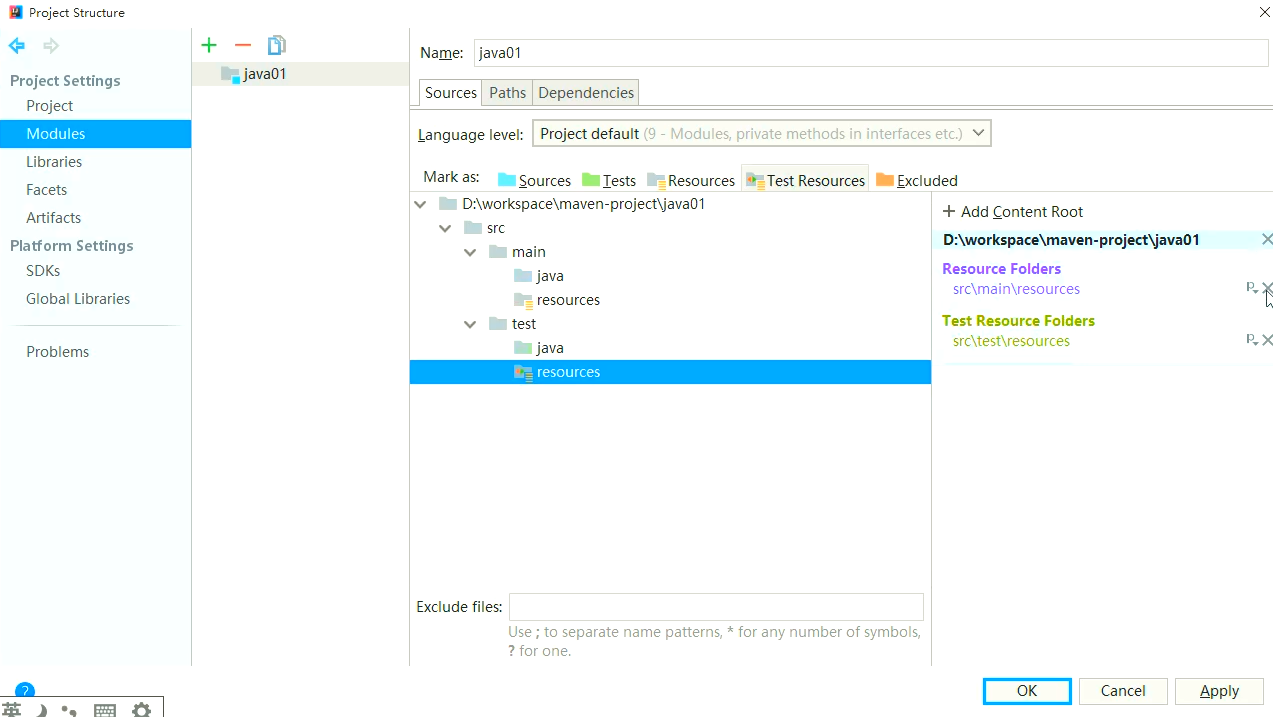 Project Structure
Project Settings
Project
Modules
Libraries
Facets
Artifacts
Platform Settings
SDKs
Global Libraries
Problems
?
英
java01
Name: java01
Sources Paths Dependencies
Language level: Project default (9 - Modules, private methods in interfaces etc.)
Mark as: Sources Tests Resources Test Resources Excluded
D:\workspace\maven-project\java01
src
main
java
resources
test
java
resources
Exclude files:
Use ; to separate name patterns, * for any number of symbols,
? for one.
+ Add Content Root
D:\workspace\maven-project\java01
Resource Folders
src\main\resources
Test Resource Folders
src\test\resources
OK Cancel Apply